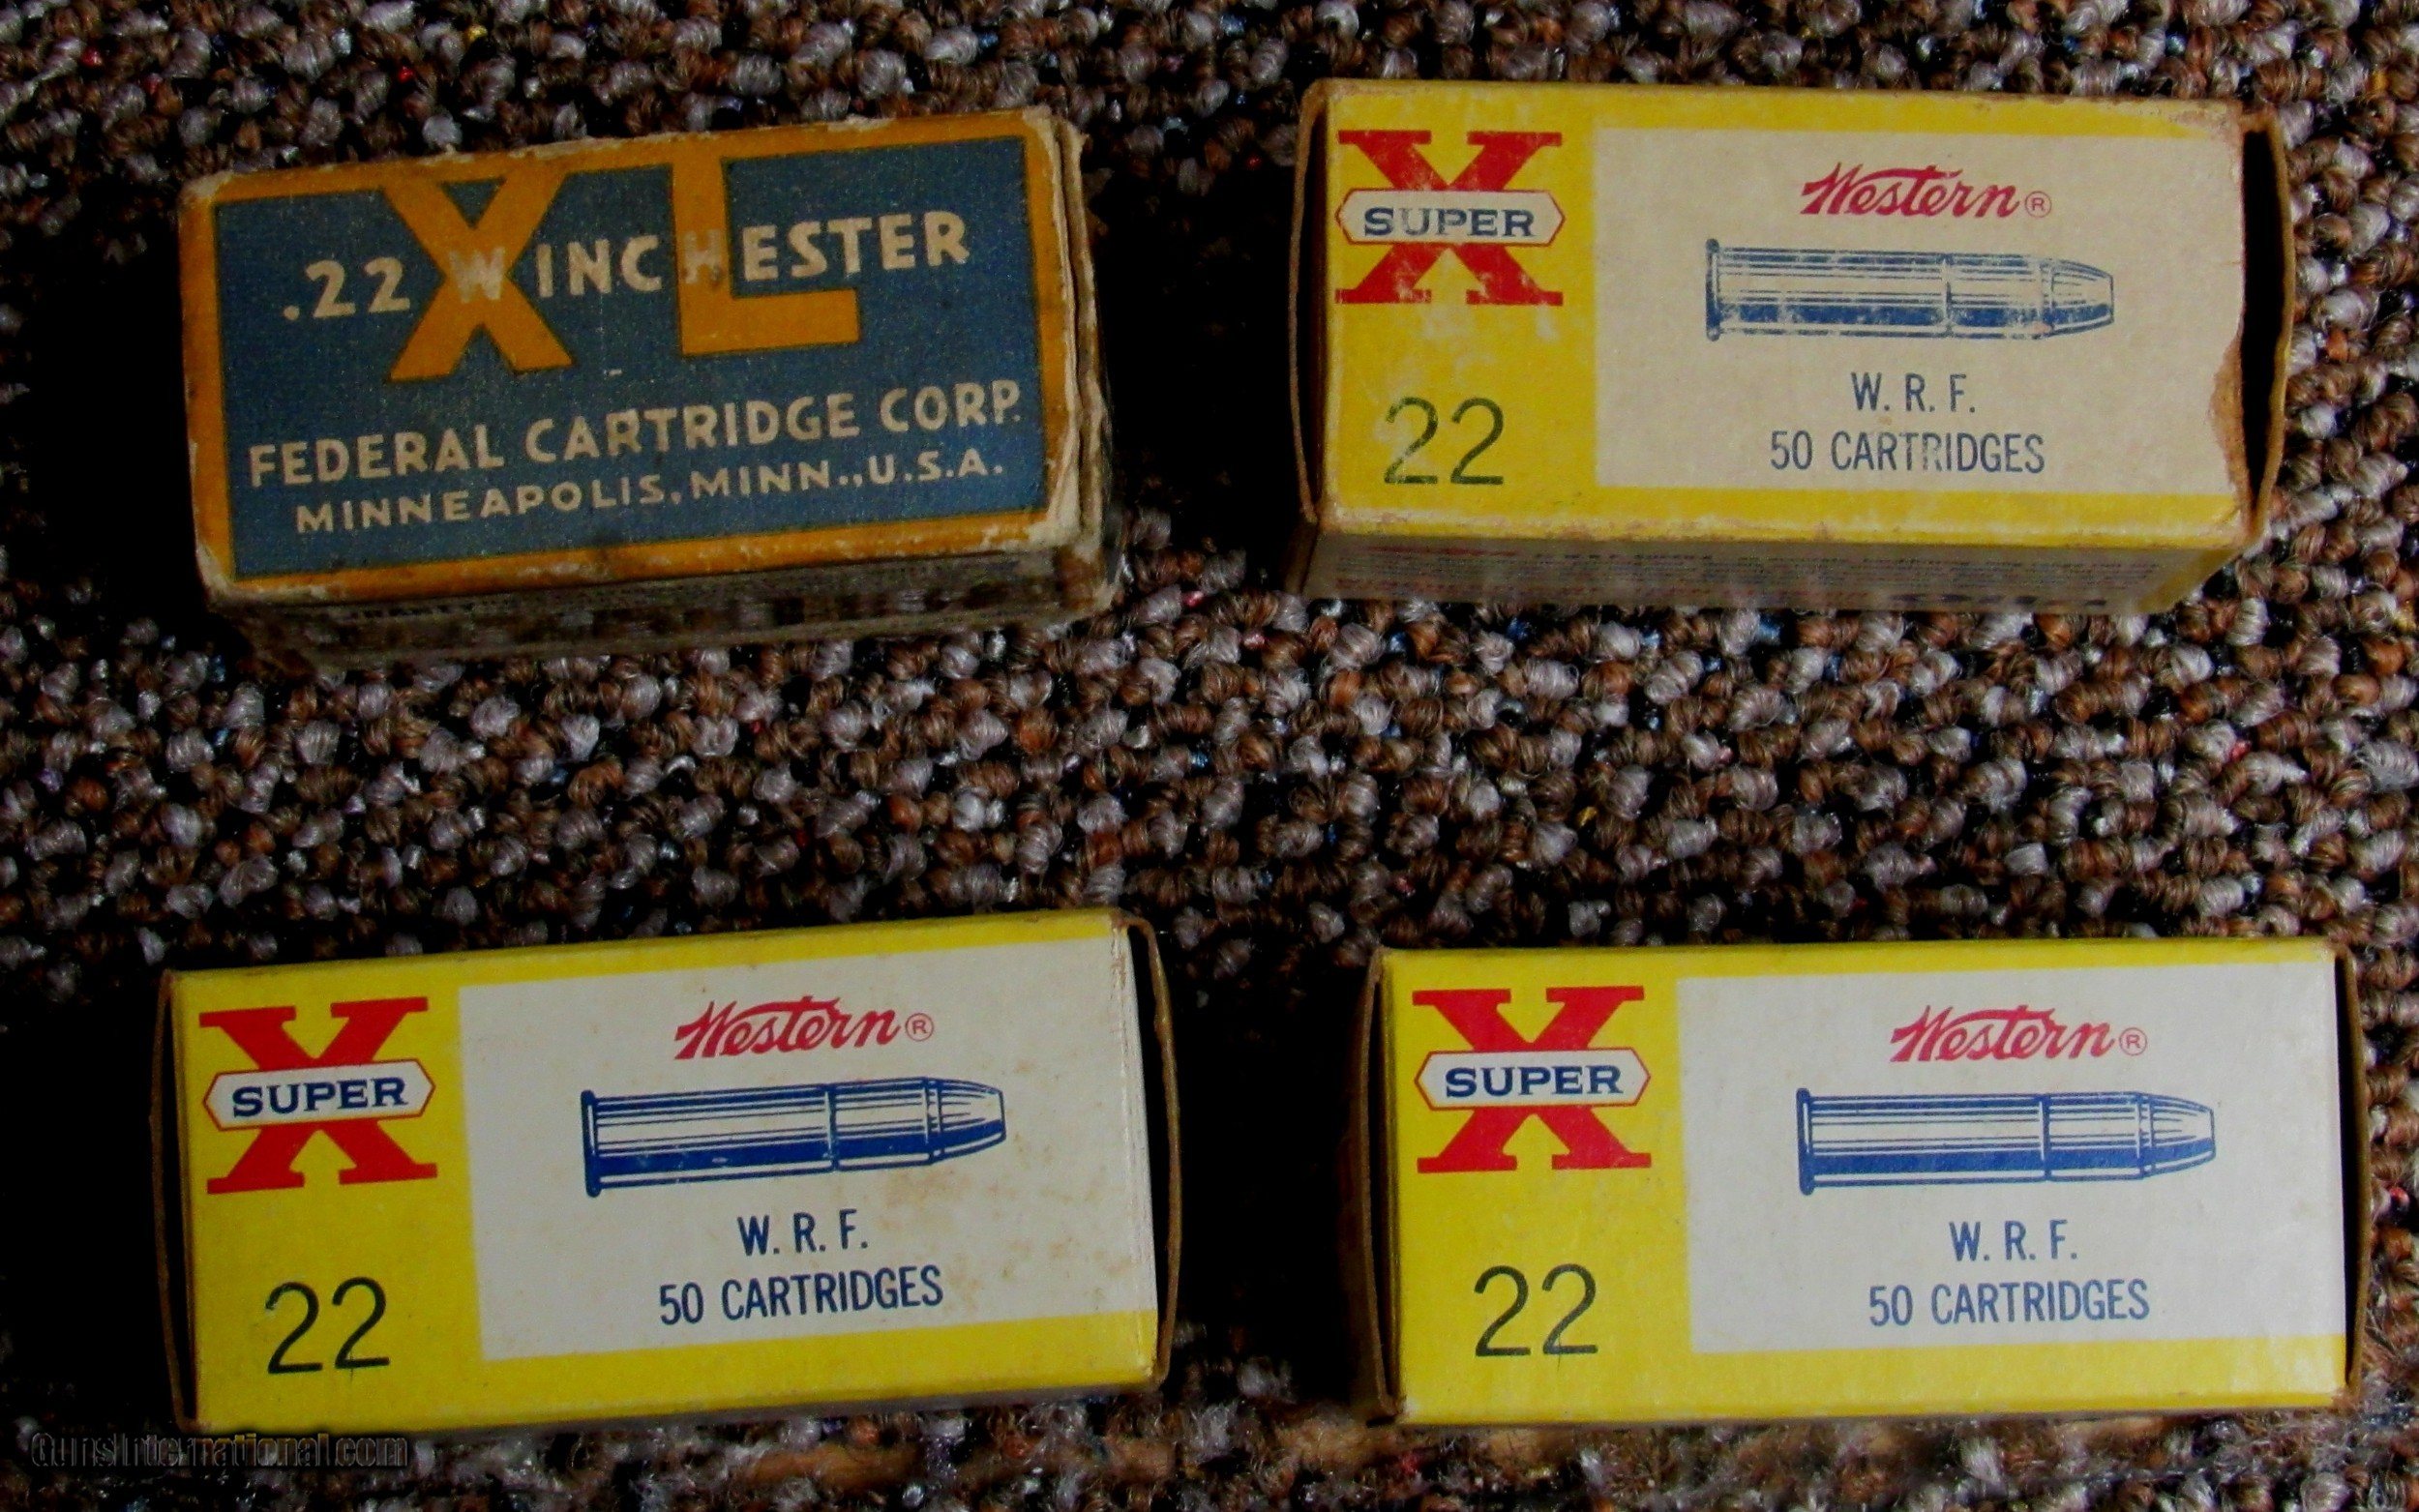 XL
.22 WINCHESTER
FEDERAL CARTRIDGE CORP.
MINNEAPOLIS, MINN., U.S.A.
X
SUPER
22
Western®
W. R. F.
50 CARTRIDGES
X
SUPER
22
Western®
W. R. F.
50 CARTRIDGES
X
SUPER
22
Western®
W. R. F.
50 CARTRIDGES
GunsInternational.com